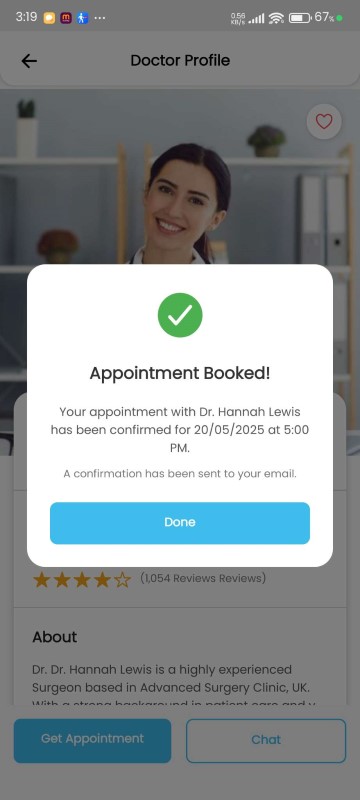 3:19
0.56
KB/s
67%
Doctor Profile
Appointment Booked!
Your appointment with Dr. Hannah Lewis
has been confirmed for 20/05/2025 at 5:00
PM.
A confirmation has been sent to your email.
Done
(1,054 Reviews Reviews)
About
Dr. Dr. Hannah Lewis is a highly experienced
Surgeon based in Advanced Surgery Clinic, UK.
With a strong background in patient care and
Get Appointment
Chat